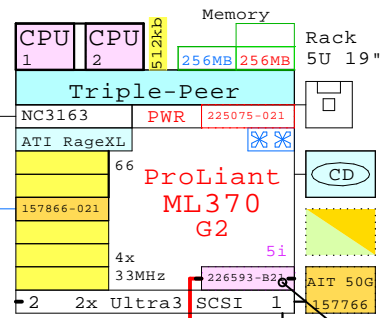 Memory
CPU
1
CPU
2
512kb
256MB
256MB
Rack
5U 19"
Triple-Peer
NC3163
PWR
225075-021
ATI RageXL
66
ProLiant
ML370
G2
CD
157866-021
5i
4x
33MHz
226593-B21
AIT 50G
157766
2
2x Ultra3 SCSI
1